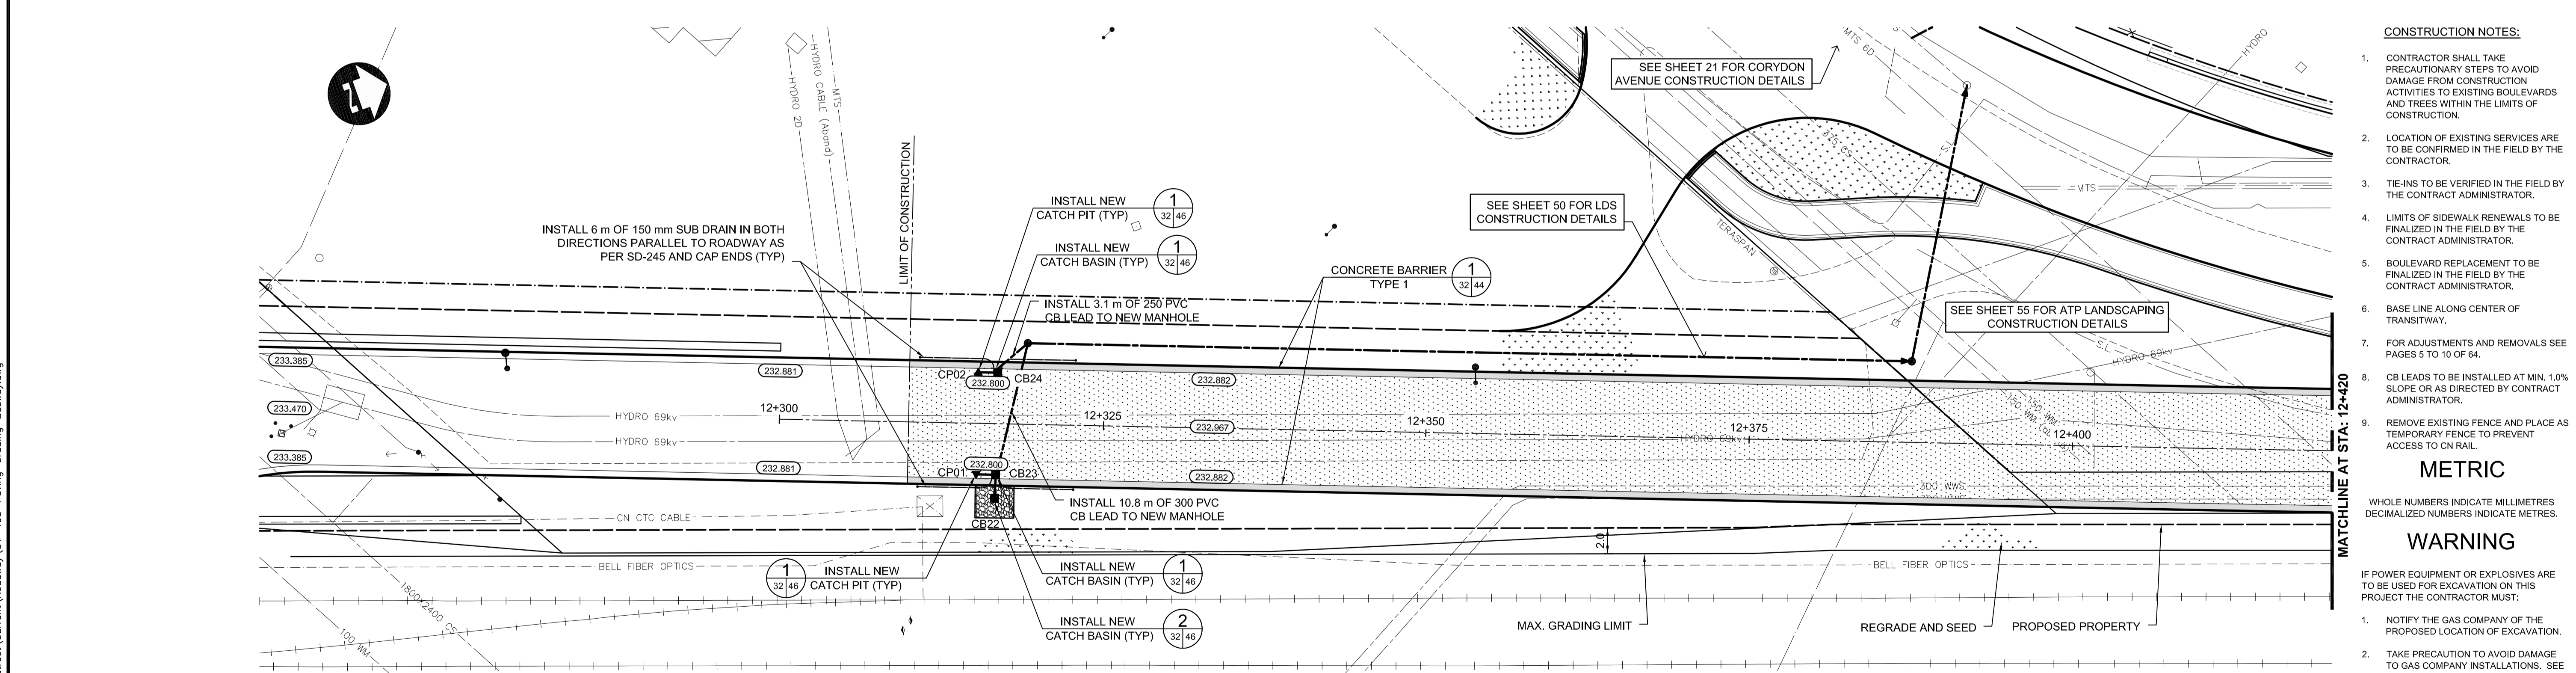 HYDRO 2D
HYDRO CABLE (Aband)
MTS
LIMIT OF CONSTRUCTION
INSTALL 6 m OF 150 mm SUB DRAIN IN BOTH
DIRECTIONS PARALLEL TO ROADWAY AS
PER SD-245 AND CAP ENDS (TYP)
INSTALL NEW
CATCH PIT (TYP)
1
32 46
INSTALL NEW
CATCH BASIN (TYP)
1
32 46
INSTALL 3.1 m OF 250 PVC
CB LEAD TO NEW MANHOLE
CONCRETE BARRIER
TYPE 1
1
32 44
SEE SHEET 21 FOR CORYDON
AVENUE CONSTRUCTION DETAILS
SEE SHEET 50 FOR LDS
CONSTRUCTION DETAILS
SEE SHEET 55 FOR ATP LANDSCAPING
CONSTRUCTION DETAILS
MTS 6D
375 CS
S.L.
MTS
HYDRO
TERASPAN
S.L.
HYDRO 69kv
233.385
232.881
CP02
232.800
CB24
232.882
233.470
HYDRO 69kv
12+300
12+325
232.967
12+350
12+375
12+400
HYDRO 69kv
HYDRO 69kv
150 WM
150 WM
233.385
232.881
232.800
CP01
CB23
232.882
300 WWS
INSTALL 10.8 m OF 300 PVC
CB LEAD TO NEW MANHOLE
CN CTC CABLE
CB22
2.0
BELL FIBER OPTICS
BELL FIBER OPTICS
1
32 46
INSTALL NEW
CATCH PIT (TYP)
INSTALL NEW
CATCH BASIN (TYP)
1
32 46
INSTALL NEW
CATCH BASIN (TYP)
2
32 46
1800X2400 CS
100 WM
MAX. GRADING LIMIT
REGRADE AND SEED
PROPOSED PROPERTY
MATCHLINE AT STA: 12+420
CONSTRUCTION NOTES:
1. CONTRACTOR SHALL TAKE
PRECAUTIONARY STEPS TO AVOID
DAMAGE FROM CONSTRUCTION
ACTIVITIES TO EXISTING BOULEVARDS
AND TREES WITHIN THE LIMITS OF
CONSTRUCTION.
2. LOCATION OF EXISTING SERVICES ARE
TO BE CONFIRMED IN THE FIELD BY THE
CONTRACTOR.
3. TIE-INS TO BE VERIFIED IN THE FIELD BY
THE CONTRACT ADMINISTRATOR.
4. LIMITS OF SIDEWALK RENEWALS TO BE
FINALIZED IN THE FIELD BY THE
CONTRACT ADMINISTRATOR.
5. BOULEVARD REPLACEMENT TO BE
FINALIZED IN THE FIELD BY THE
CONTRACT ADMINISTRATOR.
6. BASE LINE ALONG CENTER OF
TRANSITWAY.
7. FOR ADJUSTMENTS AND REMOVALS SEE
PAGES 5 TO 10 OF 64.
8. CB LEADS TO BE INSTALLED AT MIN. 1.0%
SLOPE OR AS DIRECTED BY CONTRACT
ADMINISTRATOR.
9. REMOVE EXISTING FENCE AND PLACE AS
TEMPORARY FENCE TO PREVENT
ACCESS TO CN RAIL.
METRIC
WHOLE NUMBERS INDICATE MILLIMETRES
DECIMALIZED NUMBERS INDICATE METRES.
WARNING
IF POWER EQUIPMENT OR EXPLOSIVES ARE
TO BE USED FOR EXCAVATION ON THIS
PROJECT THE CONTRACTOR MUST:
1. NOTIFY THE GAS COMPANY OF THE
PROPOSED LOCATION OF EXCAVATION.
2. TAKE PRECAUTION TO AVOID DAMAGE
TO GAS COMPANY INSTALLATIONS. SEE